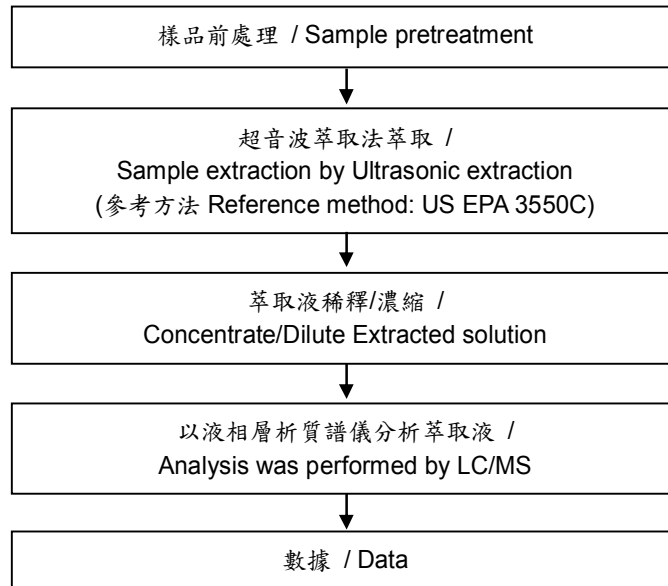 樣品前處理 / Sample pretreatment
超音波萃取法萃取 /
Sample extraction by Ultrasonic extraction
(參考方法 Reference method: US EPA 3550C)
萃取液稀釋/濃縮 /
Concentrate/Dilute Extracted solution
以液相層析質譜儀分析萃取液 /
Analysis was performed by LC/MS
數據 / Data